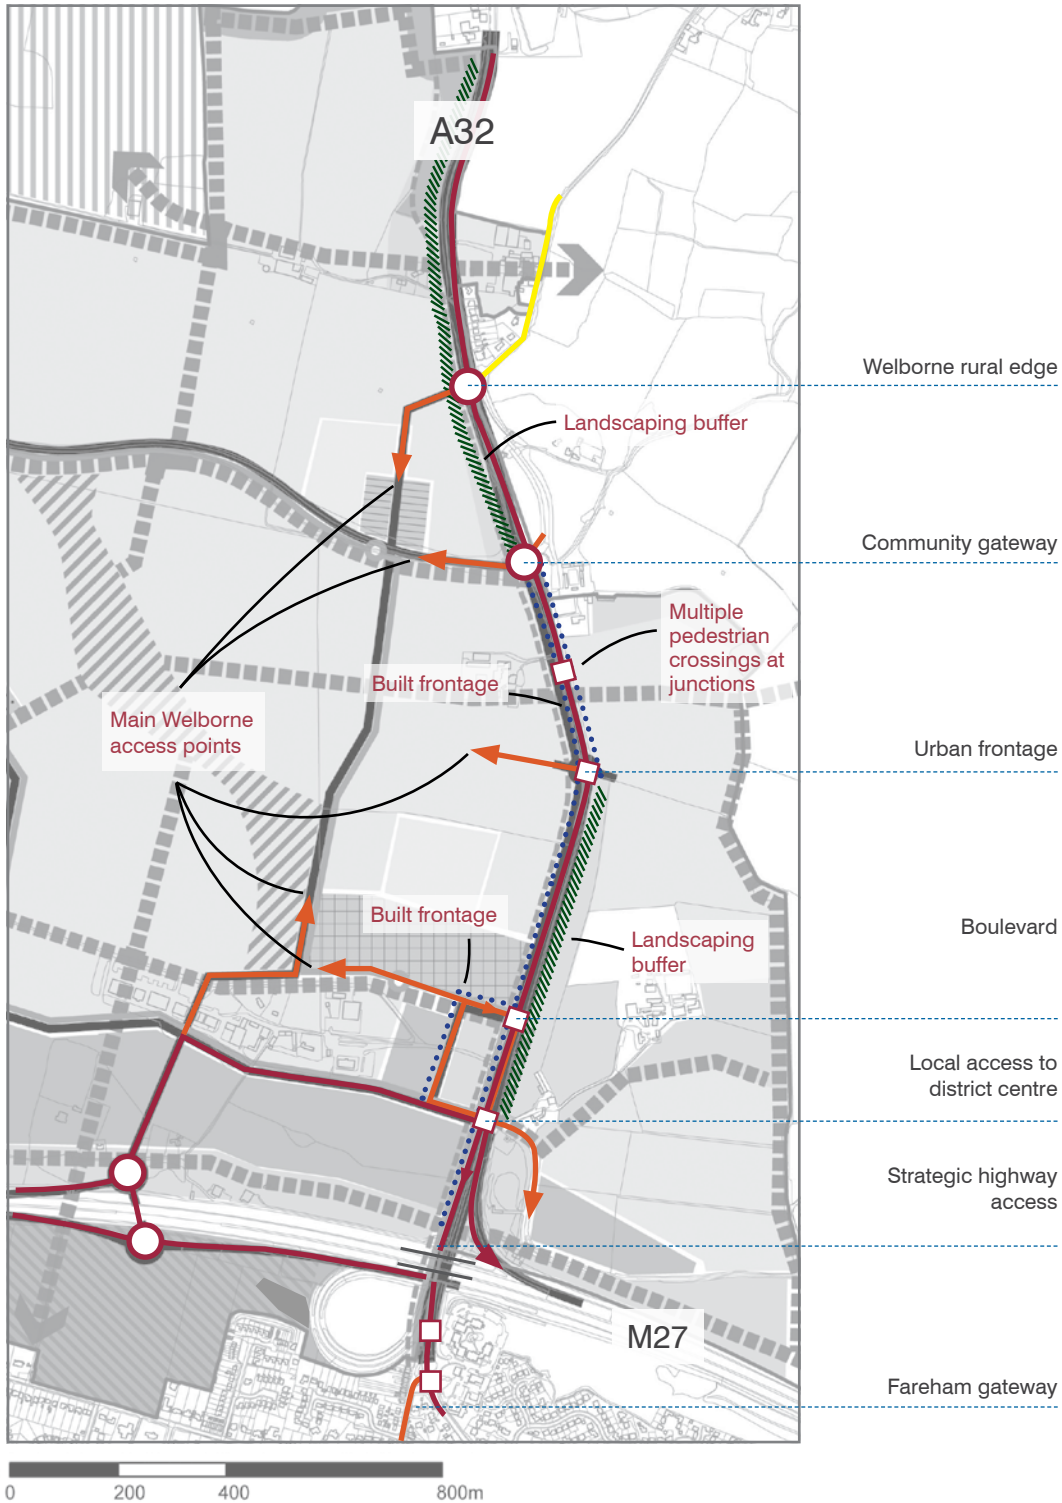 A32
Welborne rural edge
Landscaping buffer
Community gateway
Multiple
pedestrian
crossings at
junctions
Built frontage
Main Welborne
access points
Urban frontage
Built frontage
Boulevard
Landscaping
buffer
Local access to
district centre
Strategic highway
access
M27
Fareham gateway
0 200 400 800m